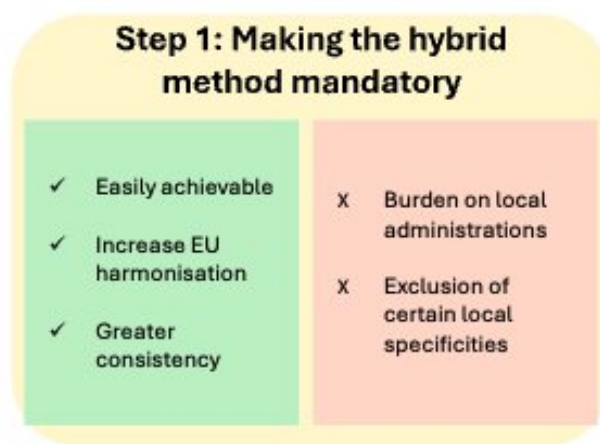 Step 1: Making the hybrid
method mandatory
✓ Easily achievable
✓ Increase EU
harmonisation
✓ Greater
consistency
X Burden on local
administrations
X Exclusion of
certain local
specificities